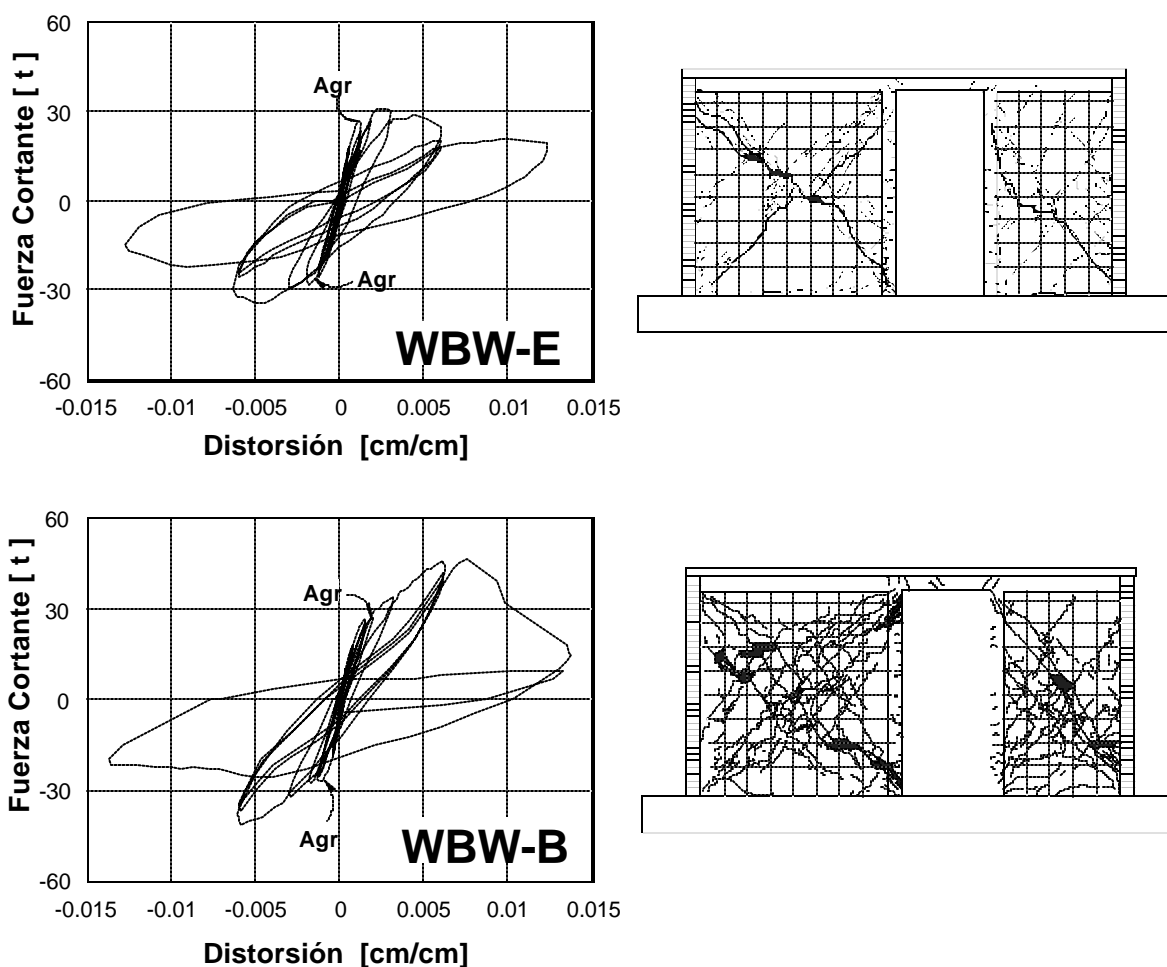 60
30
0
-30
-60
Fuerza Cortante [ t ]
Agr
Agr
WBW-E
-0.015 -0.01 -0.005 0 0.005 0.01 0.015
Distorsión [cm/cm]
60
30
0
-30
-60
Fuerza Cortante [ t ]
Agr
Agr
WBW-B
-0.015 -0.01 -0.005 0 0.005 0.01 0.015
Distorsión [cm/cm]